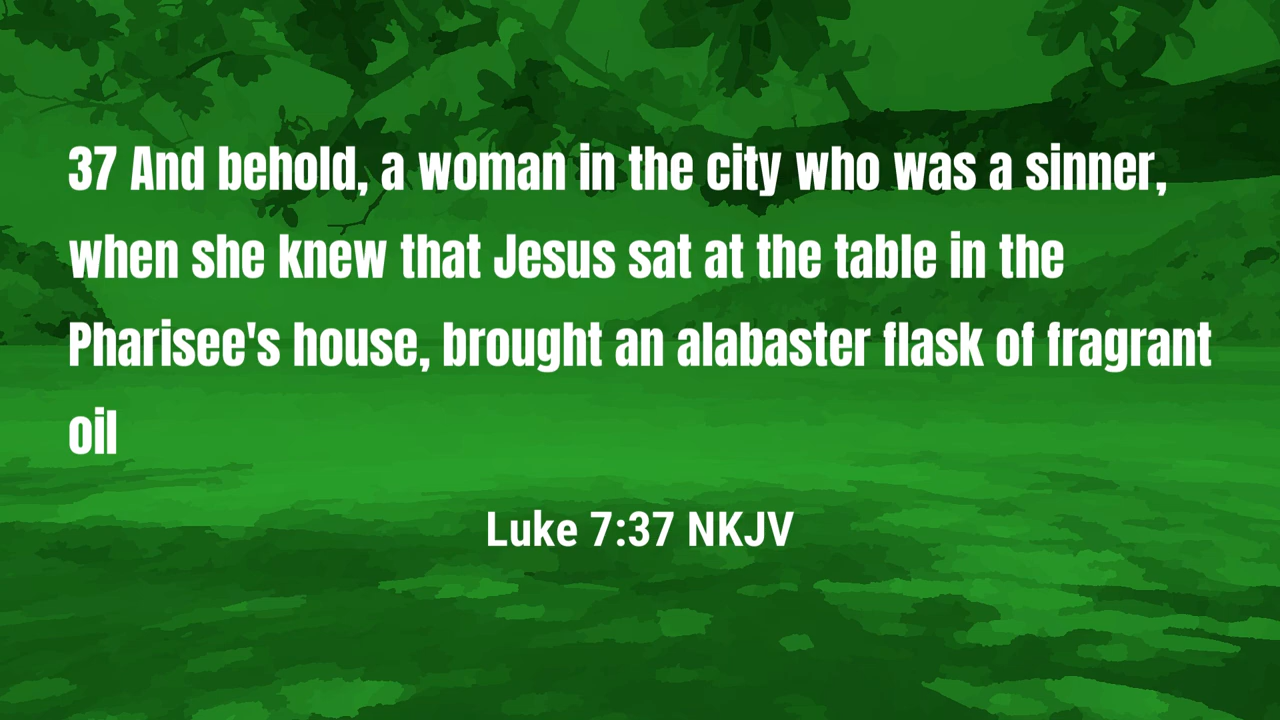 37 And behold, a woman in the city who was a sinner,
when she knew that Jesus sat at the table in the
Pharisee's house, brought an alabaster flask of fragrant
oil
Luke 7:37 NKJV